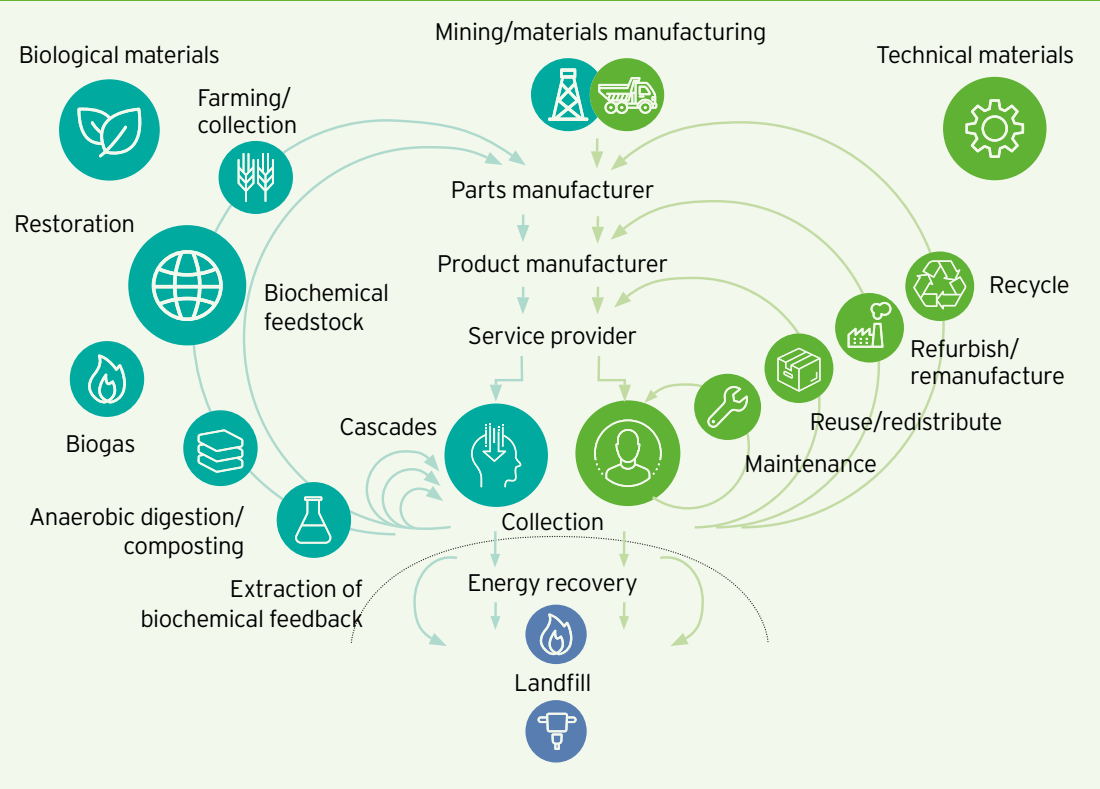 Mining/materials manufacturing
Biological materials
Technical materials
Farming/
collection
Parts manufacturer
Restoration
Product manufacturer
Biochemical
feedstock
Recycle
Service provider
Refurbish/
remanufacture
Biogas
Cascades
Reuse/redistribute
Maintenance
Anaerobic digestion/
composting
Collection
Extraction of
biochemical feedback
Energy recovery
Landfill